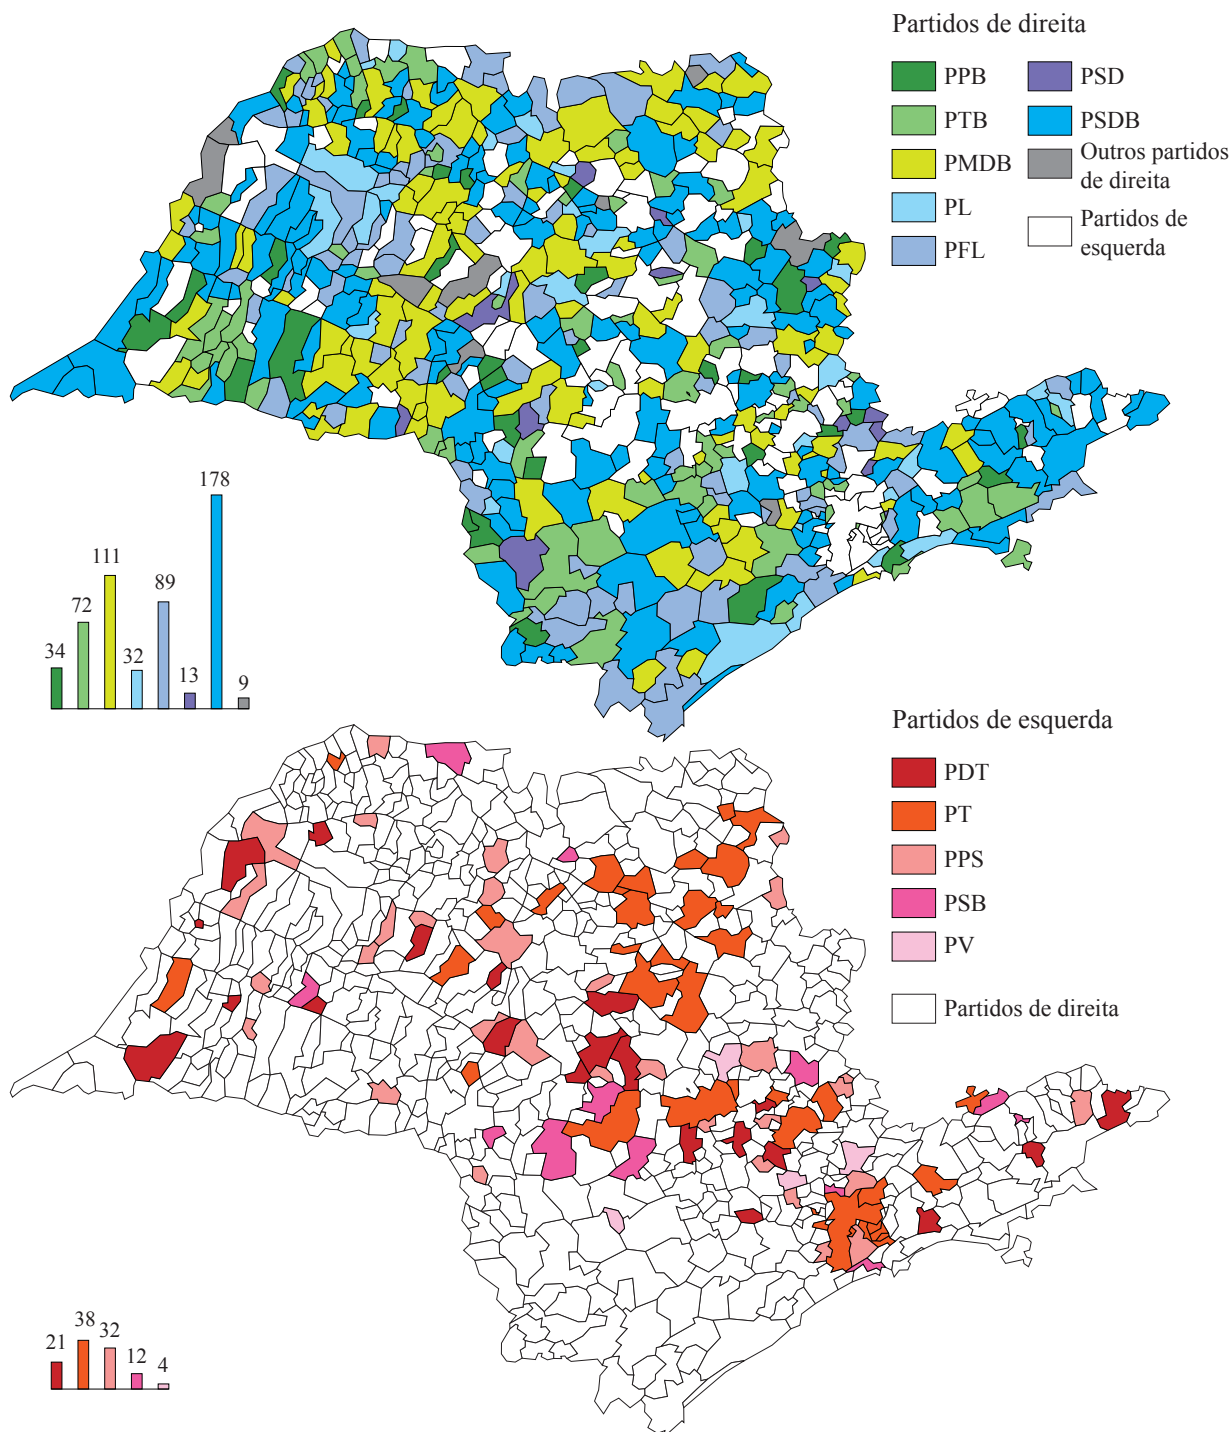 Partidos de direita
PPB
PTB
PMDB
PL
PFL
PSD
PSDB
Outros partidos
de direita
Partidos de
esquerda
34
72
111
32
89
13
178
9
Partidos de esquerda
PDT
PT
PPS
PSB
PV
Partidos de direita
21
38
32
12
4